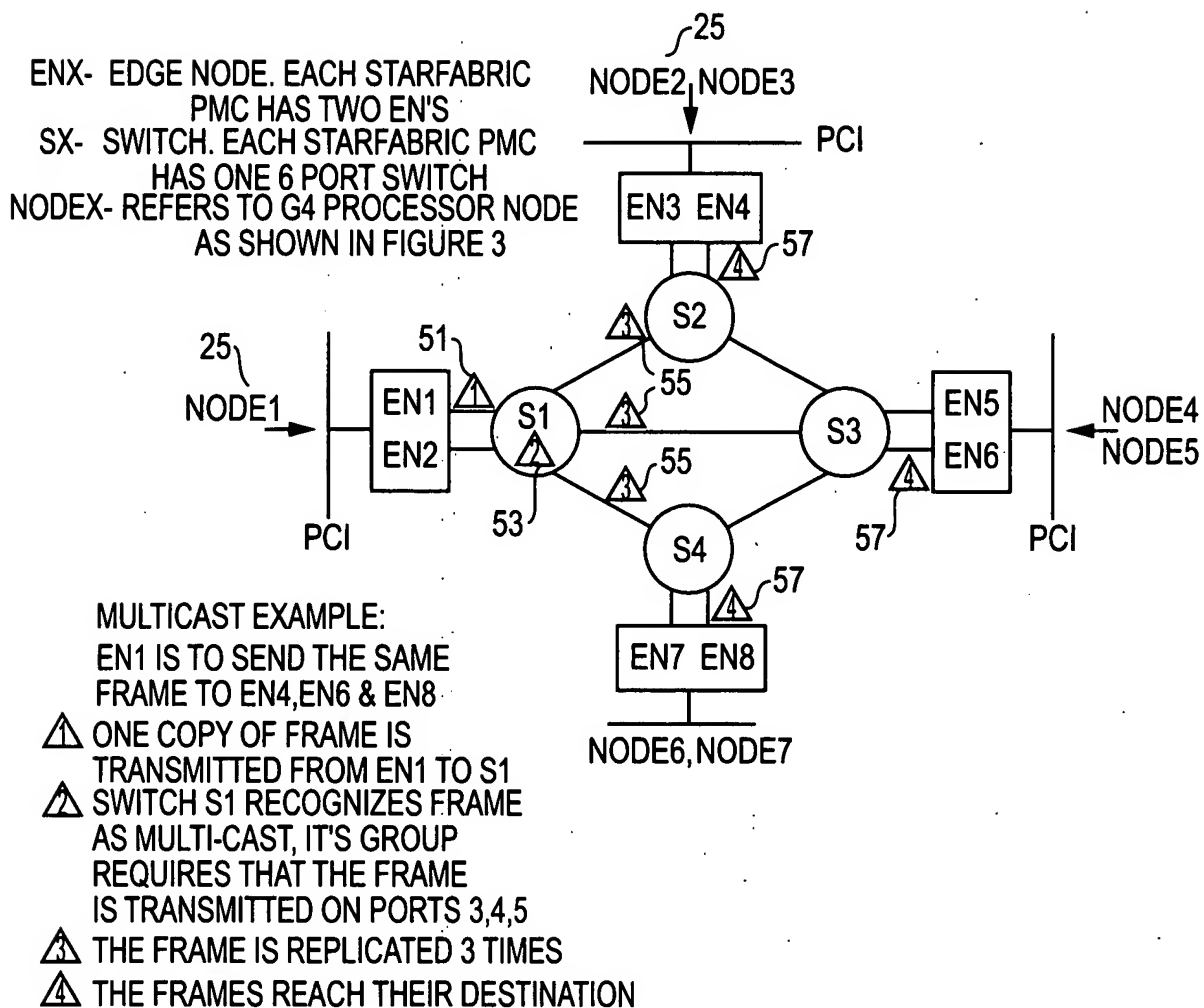 25
ENX- EDGE NODE. EACH STARFABRIC
PMC HAS TWO EN'S
SX- SWITCH. EACH STARFABRIC PMC
HAS ONE 6 PORT SWITCH
NODEX- REFERS TO G4 PROCESSOR NODE
AS SHOWN IN FIGURE 3
NODE2, NODE3
PCI
EN3 EN4
4
57
S2
3
55
25
NODE1
51
1
EN1
EN2
S1
2
53
3
55
3
55
S3
EN5
EN6
4
57
NODE4
NODE5
PCI
PCI
S4
4
57
EN7 EN8
NODE6,NODE7
MULTICAST EXAMPLE:
EN1 IS TO SEND THE SAME
FRAME TO EN4,EN6 & EN8
1 ONE COPY OF FRAME IS
TRANSMITTED FROM EN1 TO S1
2 SWITCH S1 RECOGNIZES FRAME
AS MULTI-CAST, IT'S GROUP
REQUIRES THAT THE FRAME
IS TRANSMITTED ON PORTS 3,4,5
3 THE FRAME IS REPLICATED 3 TIMES
4 THE FRAMES REACH THEIR DESTINATION